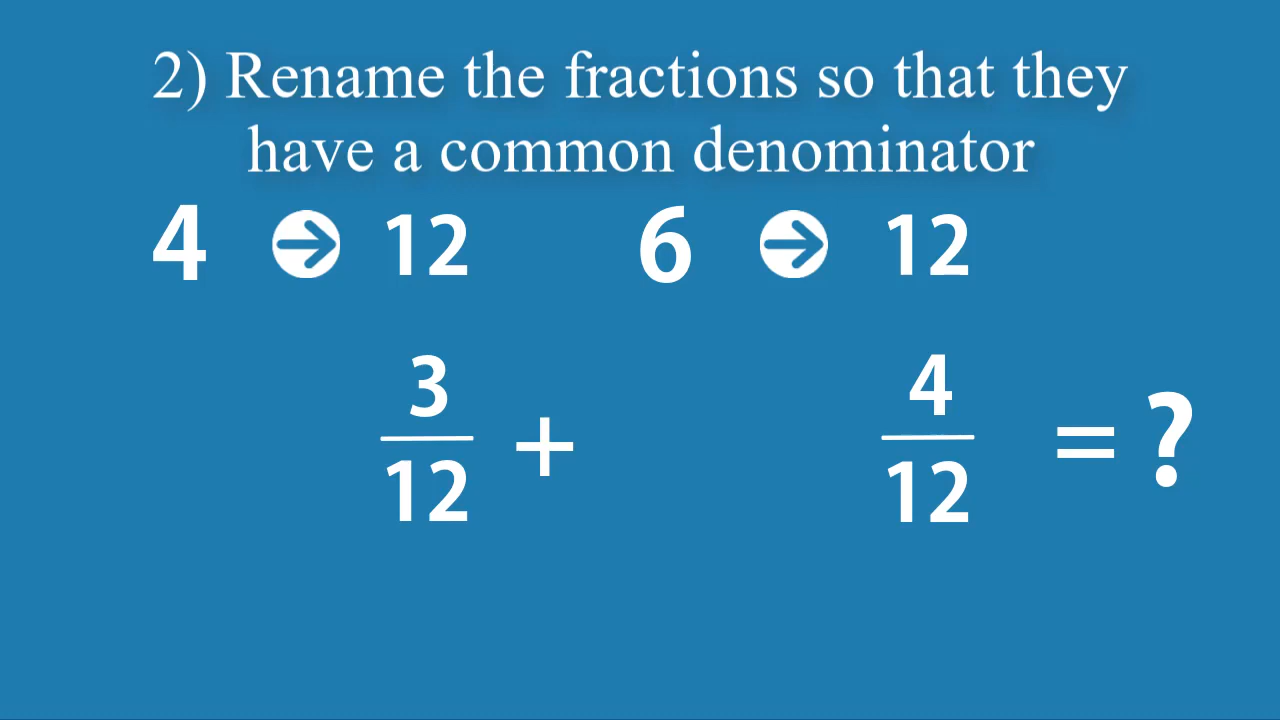 2) Rename the fractions so that they
have a common denominator
4 → 12 6 → 12
3 4
+ = ?
12 12